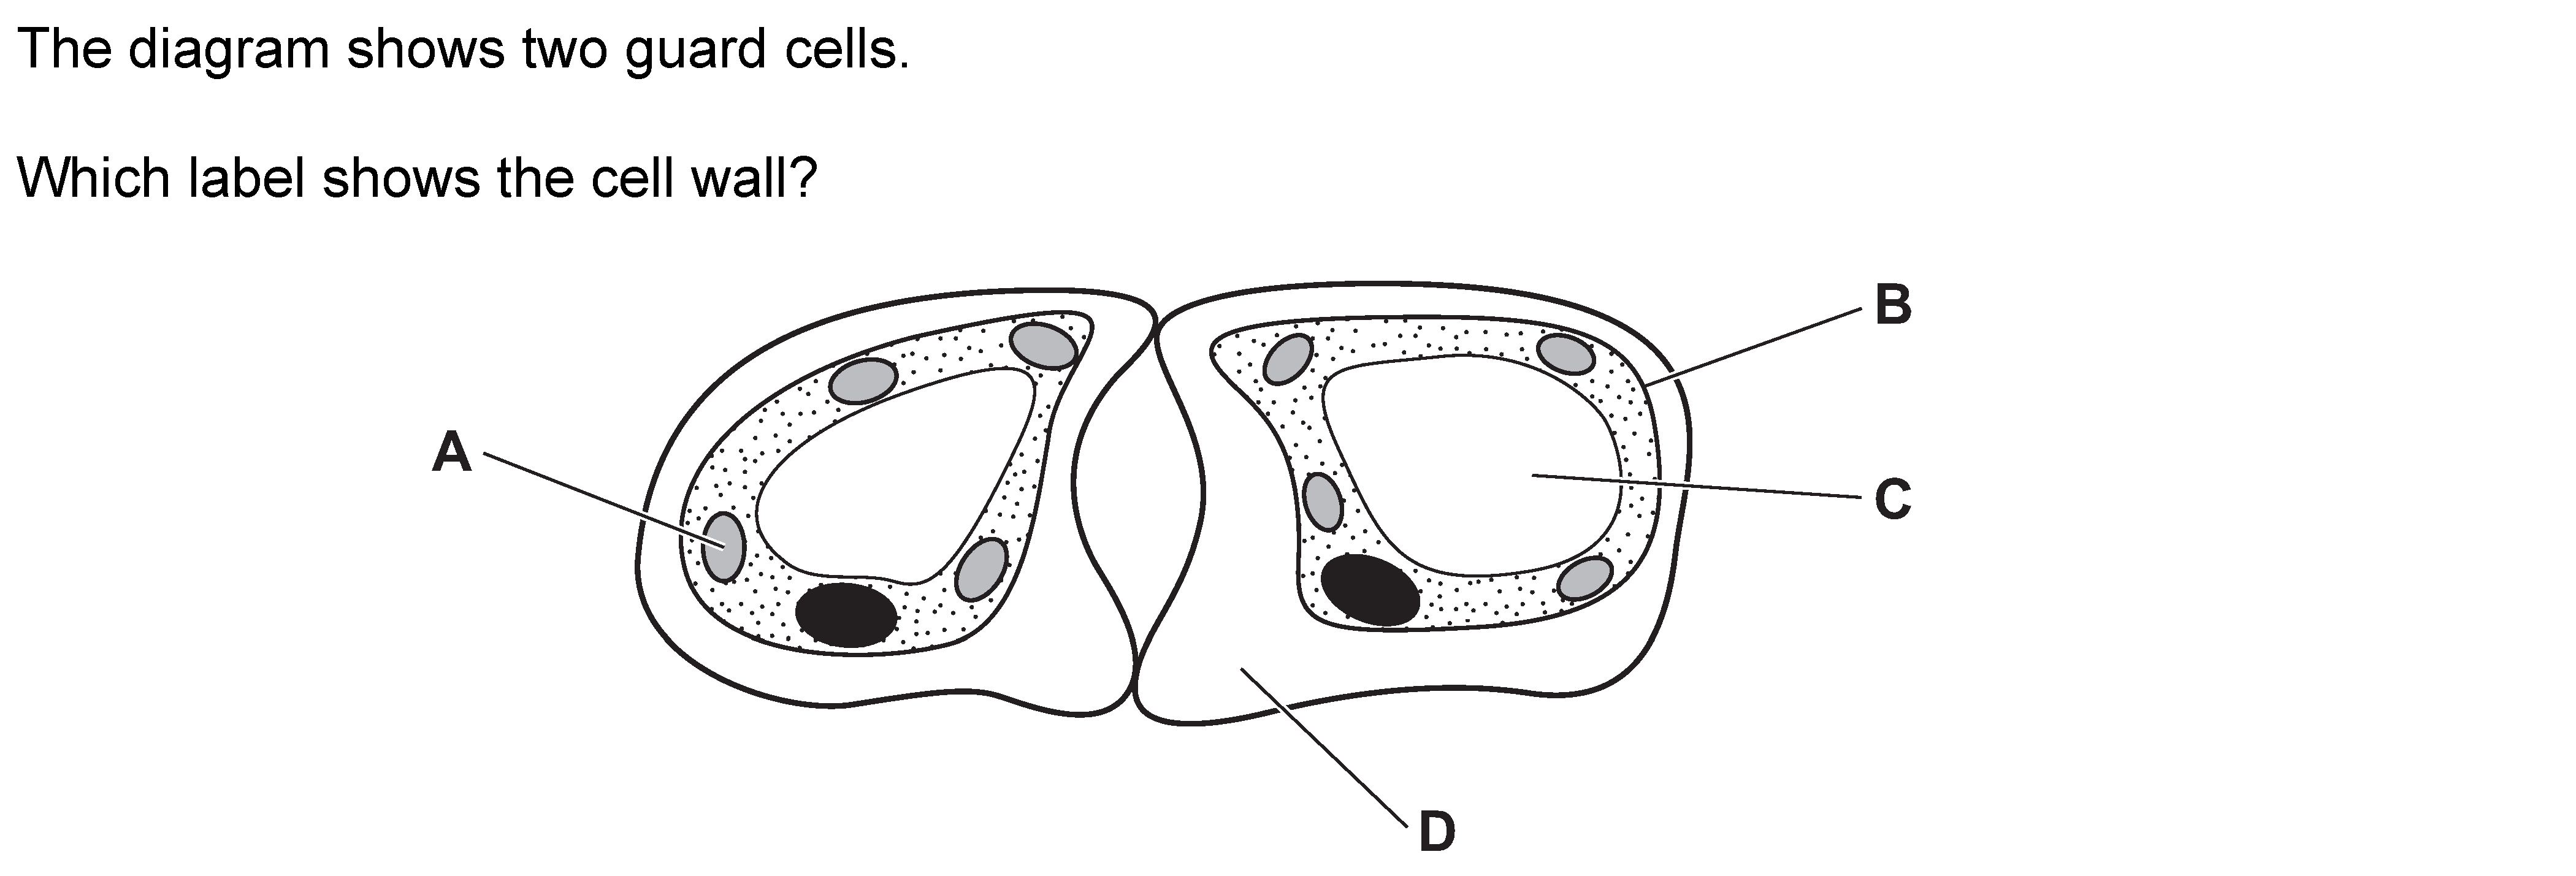 The diagram shows two guard cells.
Which label shows the cell wall?
B
A
C
D